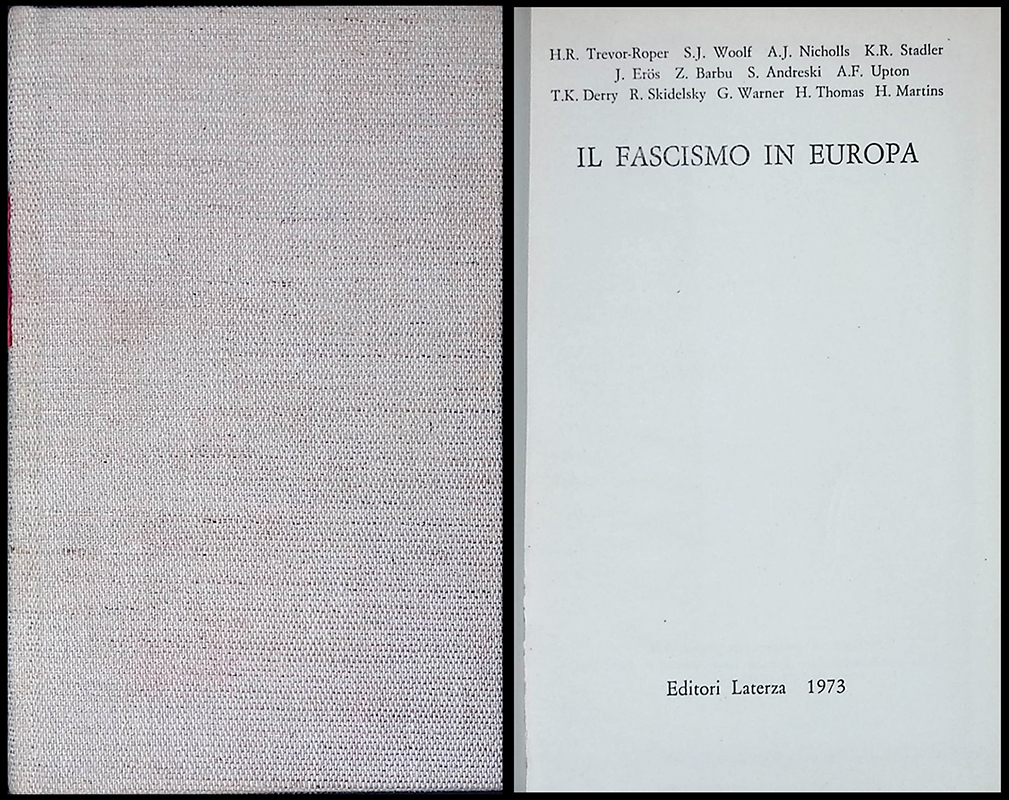 H.R. Trevor-Roper S.J. Woolf A.J. Nicholls K.R. Stadler
J. Erös Z. Barbu S. Andreski A.F. Upton
T.K. Derry R. Skidelsky G. Warner H. Thomas H. Martins
IL FASCISMO IN EUROPA
Editori Laterza 1973